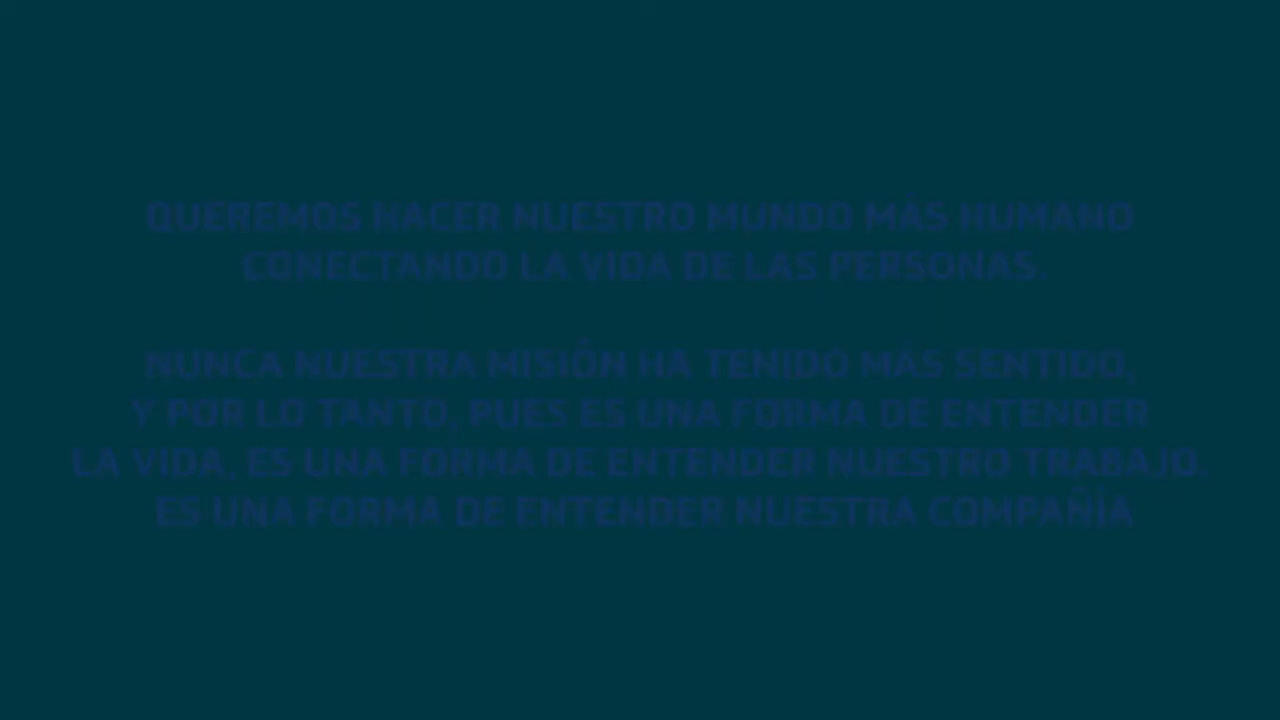 QUEREMOS HACER NUESTRO MUNDO MÁS HUMANO
CONECTANDO LA VIDA DE LAS PERSONAS.
NUNCA NUESTRA MISIÓN HA TENIDO MÁS SENTIDO,
Y POR LO TANTO, PUES ES UNA FORMA DE ENTENDER
LA VIDA, ES UNA FORMA DE ENTENDER NUESTRO TRABAJO.
ES UNA FORMA DE ENTENDER NUESTRA COMPAÑÍA